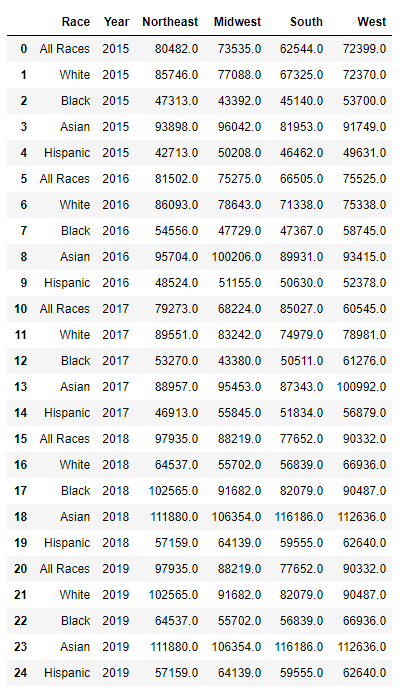 Race Year Northeast Midwest South West
0 All Races 2015 80482.0 73535.0 62544.0 72399.0
1 White 2015 85746.0 77088.0 67325.0 72370.0
2 Black 2015 47313.0 43392.0 45140.0 53700.0
3 Asian 2015 93898.0 96042.0 81953.0 91749.0
4 Hispanic 2015 42713.0 50208.0 46462.0 49631.0
5 All Races 2016 81502.0 75275.0 66505.0 75525.0
6 White 2016 86093.0 78643.0 71338.0 75338.0
7 Black 2016 54556.0 47729.0 47367.0 58745.0
8 Asian 2016 95704.0 100206.0 89931.0 93415.0
9 Hispanic 2016 48524.0 51155.0 50630.0 52378.0
10 All Races 2017 79273.0 68224.0 85027.0 60545.0
11 White 2017 89551.0 83242.0 74979.0 78981.0
12 Black 2017 53270.0 43380.0 50511.0 61276.0
13 Asian 2017 88957.0 95453.0 87343.0 100992.0
14 Hispanic 2017 46913.0 55845.0 51834.0 56879.0
15 All Races 2018 97935.0 88219.0 77652.0 90332.0
16 White 2018 64537.0 55702.0 56839.0 66936.0
17 Black 2018 102565.0 91682.0 82079.0 90487.0
18 Asian 2018 111880.0 106354.0 116186.0 112636.0
19 Hispanic 2018 57159.0 64139.0 59555.0 62640.0
20 All Races 2019 97935.0 88219.0 77652.0 90332.0
21 White 2019 102565.0 91682.0 82079.0 90487.0
22 Black 2019 64537.0 55702.0 56839.0 66936.0
23 Asian 2019 111880.0 106354.0 116186.0 112636.0
24 Hispanic 2019 57159.0 64139.0 59555.0 62640.0